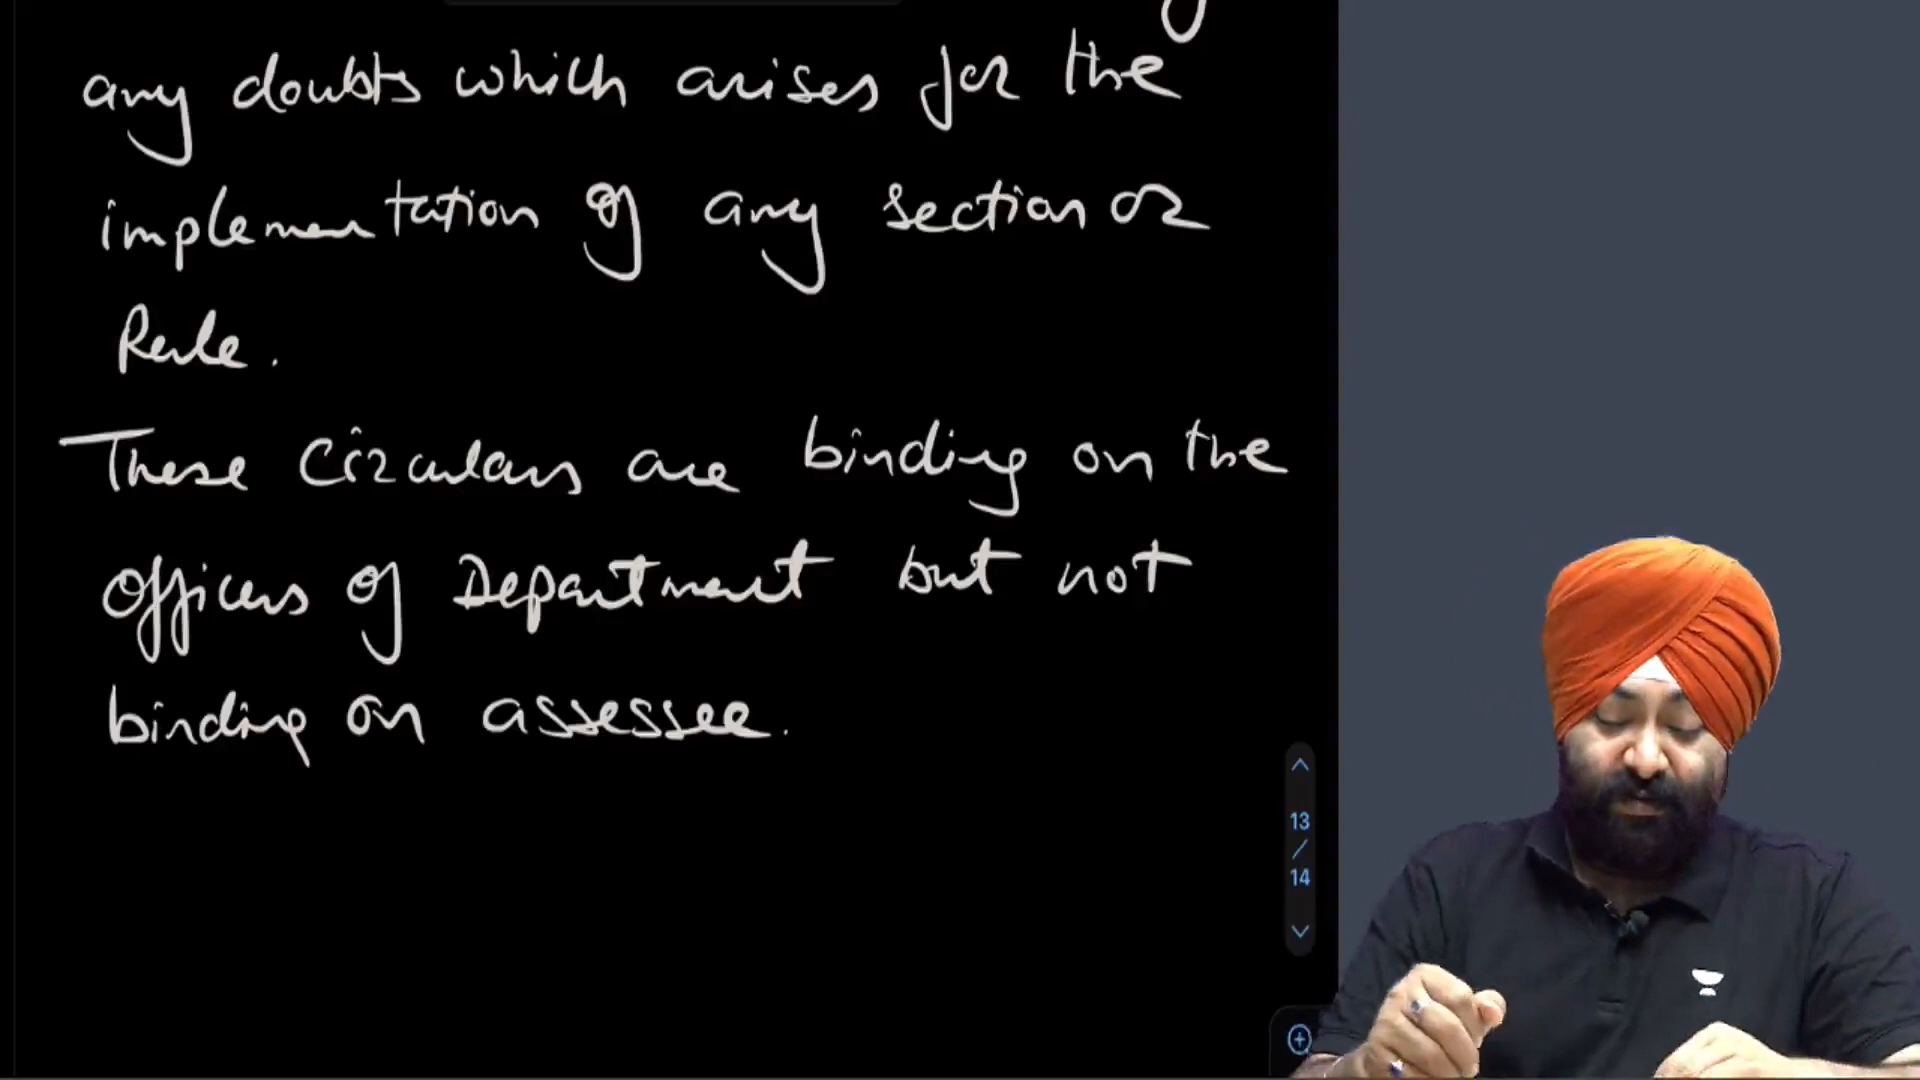 any doubts which arises for the
implementation of any section or
Rule.
These Circulars are binding on the
Officers of Department but not
binding on assessee.
13
/
14